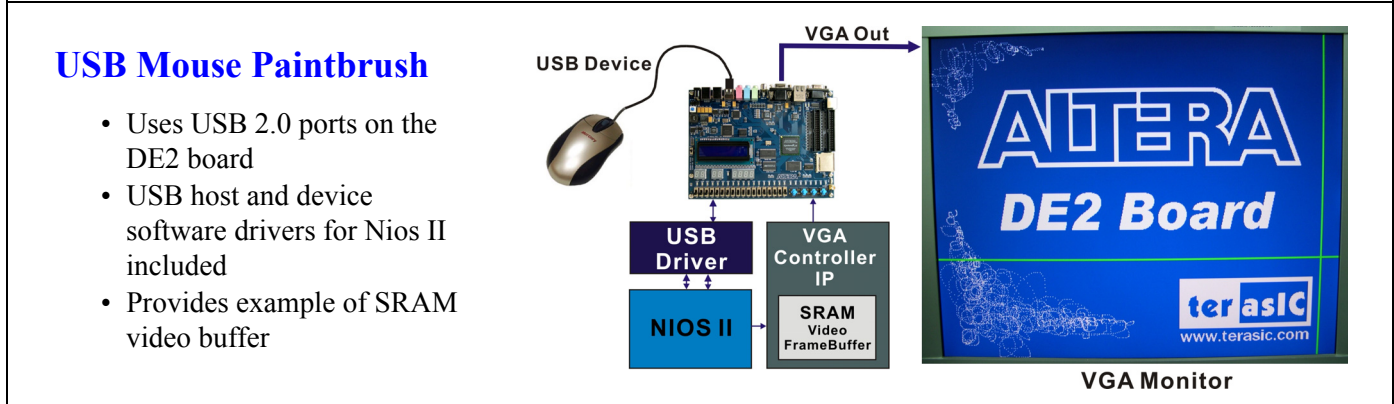 USB Mouse Paintbrush
• Uses USB 2.0 ports on the
DE2 board
• USB host and device
software drivers for Nios II
included
• Provides example of SRAM
video buffer
USB Device
VGA Out
USB
Driver
NIOS II
VGA
Controller
IP
SRAM
Video
FrameBuffer
ALTERA
DE2 Board
terasIC
www.terasic.com
VGA Monitor